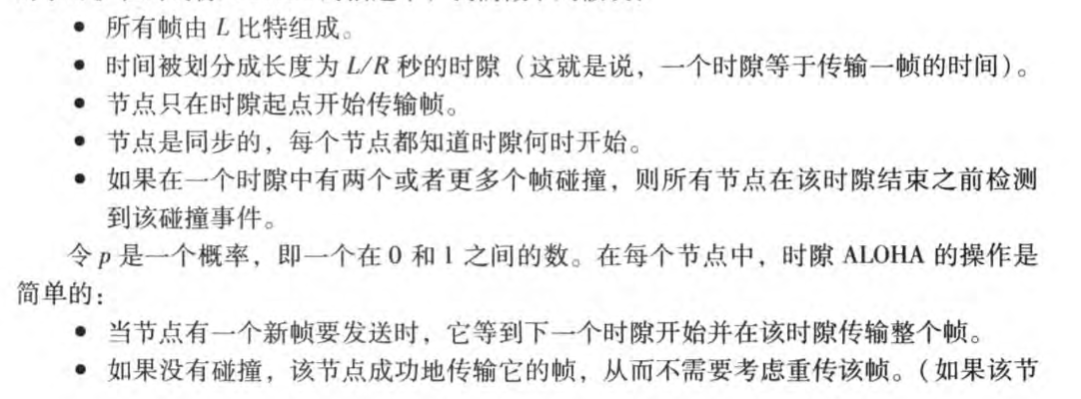 • 所有帧由 L 比特组成。
• 时间被划分成长度为 L/R 秒的时隙（这就是说，一个时隙等于传输一帧的时间）。
• 节点只在时隙起点开始传输帧。
• 节点是同步的，每个节点都知道时隙何时开始。
• 如果在一个时隙中有两个或者更多个帧碰撞，则所有节点在该时隙结束之前检测
到该碰撞事件。
令 p 是一个概率，即一个在 0 和 1 之间的数。在每个节点中，时隙 ALOHA 的操作是
简单的：
• 当节点有一个新帧要发送时，它等到下一个时隙开始并在该时隙传输整个帧。
• 如果没有碰撞，该节点成功地传输它的帧，从而不需要考虑重传该帧。（如果该节